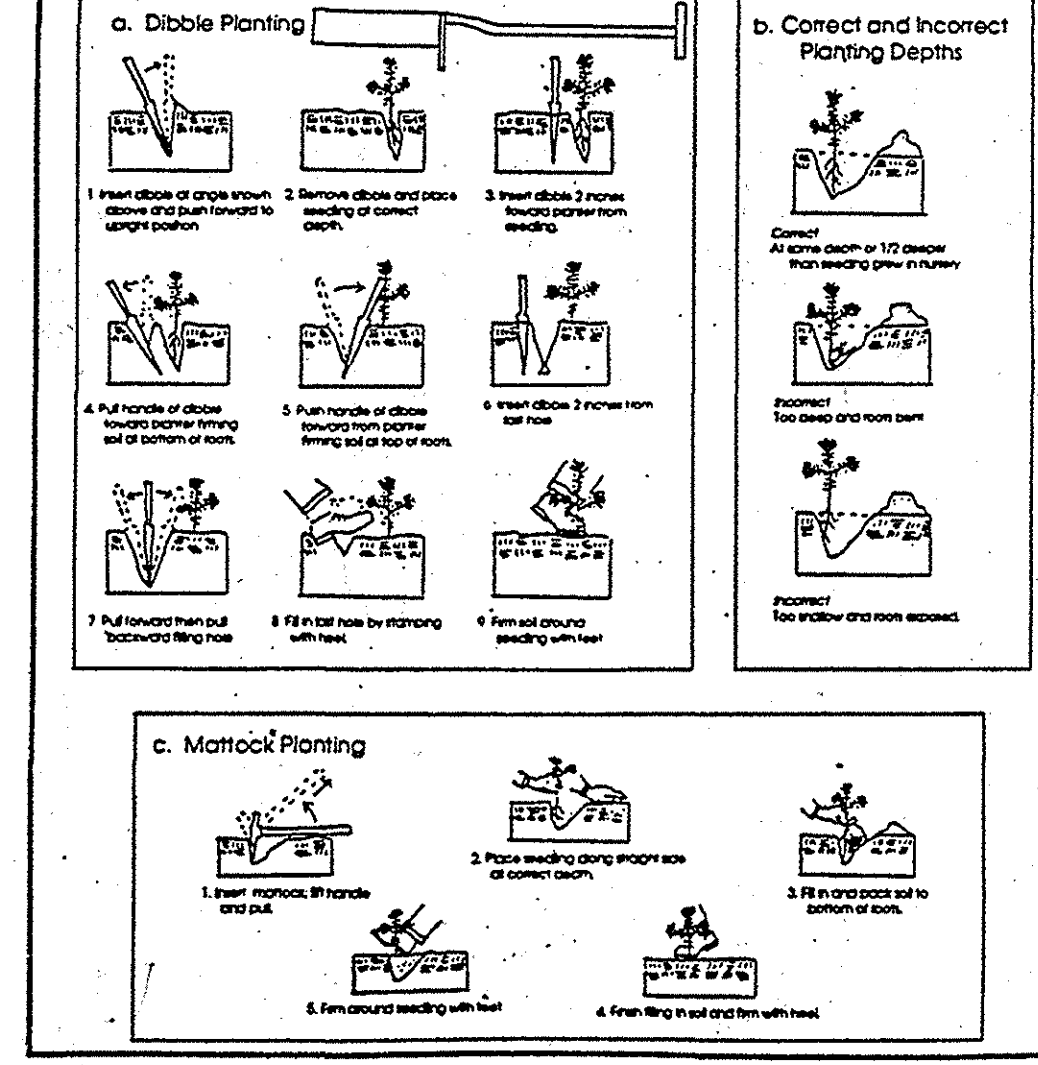 a. Dibble Planting
1. Insert dibble at angle shown
above and push forward to
upright position
2. Remove dibble and place
seedling at correct
depth.
3. Insert dibble 2 inches
toward planter from
seedling.
4. Pull handle of dibble
toward planter firming
soil at bottom of roots.
5. Push handle of dibble
forward from planter
firming soil at top of roots.
6. Insert dibble 2 inches from
last hole
7. Pull forward then pull
backward filling hole
8. Fill in last hole by stamping
with heel.
9. Firm soil around
seedling with feet
b. Correct and Incorrect
Planting Depths
Correct
At same depth or 1/2 deeper
than seedling grew in nursery
Incorrect
Too deep and roots bent
Incorrect
Too shallow and roots exposed.
c. Mattock Planting
1. Insert mattock; lift handle
and pull.
2. Place seedling along straight side
at correct depth.
3. Fill in and pack soil to
bottom of roots.
5. Firm around seedling with feet
4. Finish filling in soil and firm with heel.